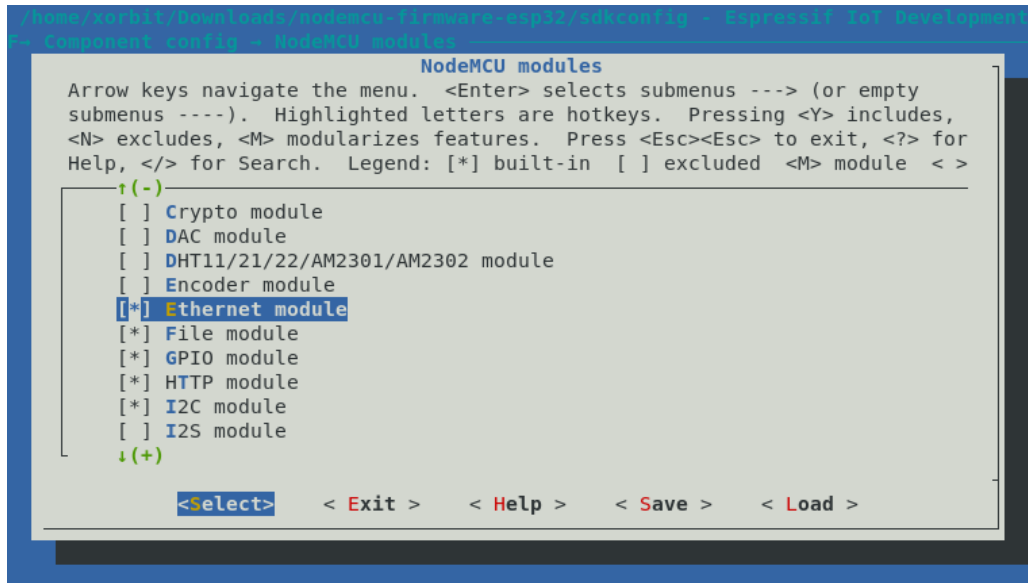 /home/xorbit/Downloads/nodemcu-firmware-esp32/sdkconfig - Espressif IoT Development
F→ Component config → NodeMCU modules
NodeMCU modules
Arrow keys navigate the menu.  <Enter> selects submenus ---> (or empty
submenus ----).  Highlighted letters are hotkeys.  Pressing <Y> includes,
<N> excludes, <M> modularizes features.  Press <Esc><Esc> to exit, <?> for
Help, </> for Search.  Legend: [*] built-in  [ ] excluded  <M> module  < >
↑(-)
[ ] Crypto module
[ ] DAC module
[ ] DHT11/21/22/AM2301/AM2302 module
[ ] Encoder module
[*] Ethernet module
[*] File module
[*] GPIO module
[*] HTTP module
[*] I2C module
[ ] I2S module
↓(+)
<Select>    < Exit >    < Help >    < Save >    < Load >